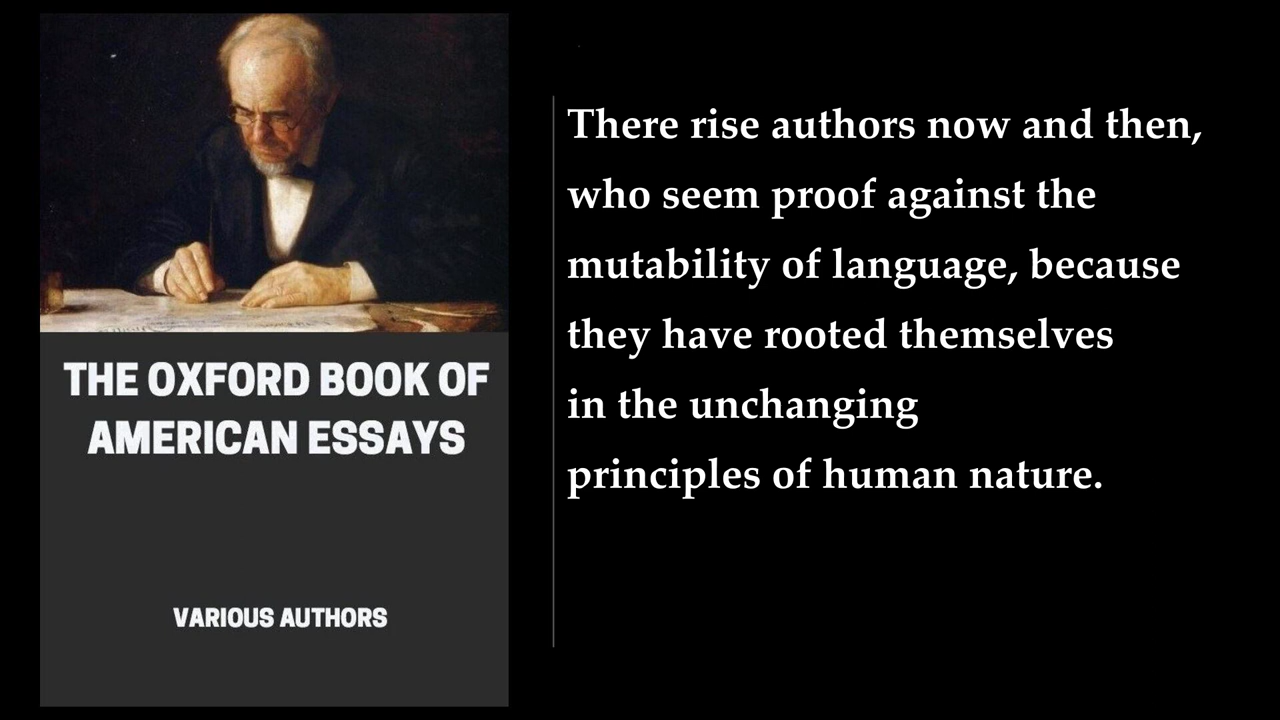 THE OXFORD BOOK OF
AMERICAN ESSAYS
VARIOUS AUTHORS
There rise authors now and then,
who seem proof against the
mutability of language, because
they have rooted themselves
in the unchanging
principles of human nature.